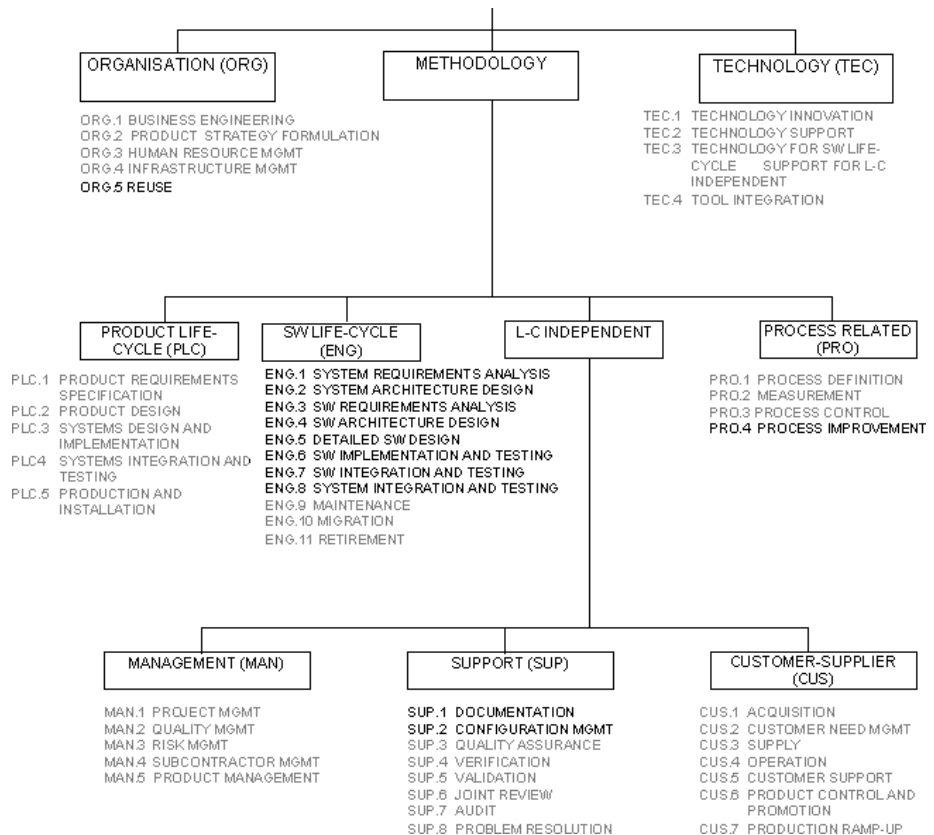 ORGANISATION (ORG)
METHODOLOGY
TECHNOLOGY (TEC)
ORG.1 BUSINESS ENGINEERING
ORG.2 PRODUCT STRATEGY FORMULATION
ORG.3 HUMAN RESOURCE MGMT
ORG.4 INFRASTRUCTURE MGMT
ORG.5 REUSE
TEC.1 TECHNOLOGY INNOVATION
TEC.2 TECHNOLOGY SUPPORT
TEC.3 TECHNOLOGY FOR SW LIFE-
CYCLE SUPPORT FOR L-C
INDEPENDENT
TEC.4 TOOL INTEGRATION
PRODUCT LIFE-
CYCLE (PLC)
SW LIFE-CYCLE
(ENG)
L-C INDEPENDENT
PROCESS RELATED
(PRO)
PLC.1 PRODUCT REQUIREMENTS
SPECIFICATION
PLC.2 PRODUCT DESIGN
PLC.3 SYSTEMS DESIGN AND
IMPLEMENTATION
PLC4 SYSTEMS INTEGRATION AND
TESTING
PLC.5 PRODUCTION AND
INSTALLATION
ENG.1 SYSTEM REQUIREMENTS ANALYSIS
ENG.2 SYSTEM ARCHITECTURE DESIGN
ENG.3 SW REQUIREMENTS ANALYSIS
ENG.4 SW ARCHITECTURE DESIGN
ENG.5 DETAILED SW DESIGN
ENG.6 SW IMPLEMENTATION AND TESTING
ENG.7 SW INTEGRATION AND TESTING
ENG.8 SYSTEM INTEGRATION AND TESTING
ENG.9 MAINTENANCE
ENG.10 MIGRATION
ENG.11 RETIREMENT
PRO.1 PROCESS DEFINITION
PRO.2 MEASUREMENT
PRO.3 PROCESS CONTROL
PRO.4 PROCESS IMPROVEMENT
MANAGEMENT (MAN)
SUPPORT (SUP)
CUSTOMER-SUPPLIER
(CUS)
MAN.1 PROJECT MGMT
MAN.2 QUALITY MGMT
MAN.3 RISK MGMT
MAN.4 SUBCONTRACTOR MGMT
MAN.5 PRODUCT MANAGEMENT
SUP.1 DOCUMENTATION
SUP.2 CONFIGURATION MGMT
SUP.3 QUALITY ASSURANCE
SUP.4 VERIFICATION
SUP.5 VALIDATION
SUP.6 JOINT REVIEW
SUP.7 AUDIT
SUP.8 PROBLEM RESOLUTION
CUS.1 ACQUISITION
CUS.2 CUSTOMER NEED MGMT
CUS.3 SUPPLY
CUS.4 OPERATION
CUS.5 CUSTOMER SUPPORT
CUS.6 PRODUCT CONTROL AND
PROMOTION
CUS.7 PRODUCTION RAMP-UP